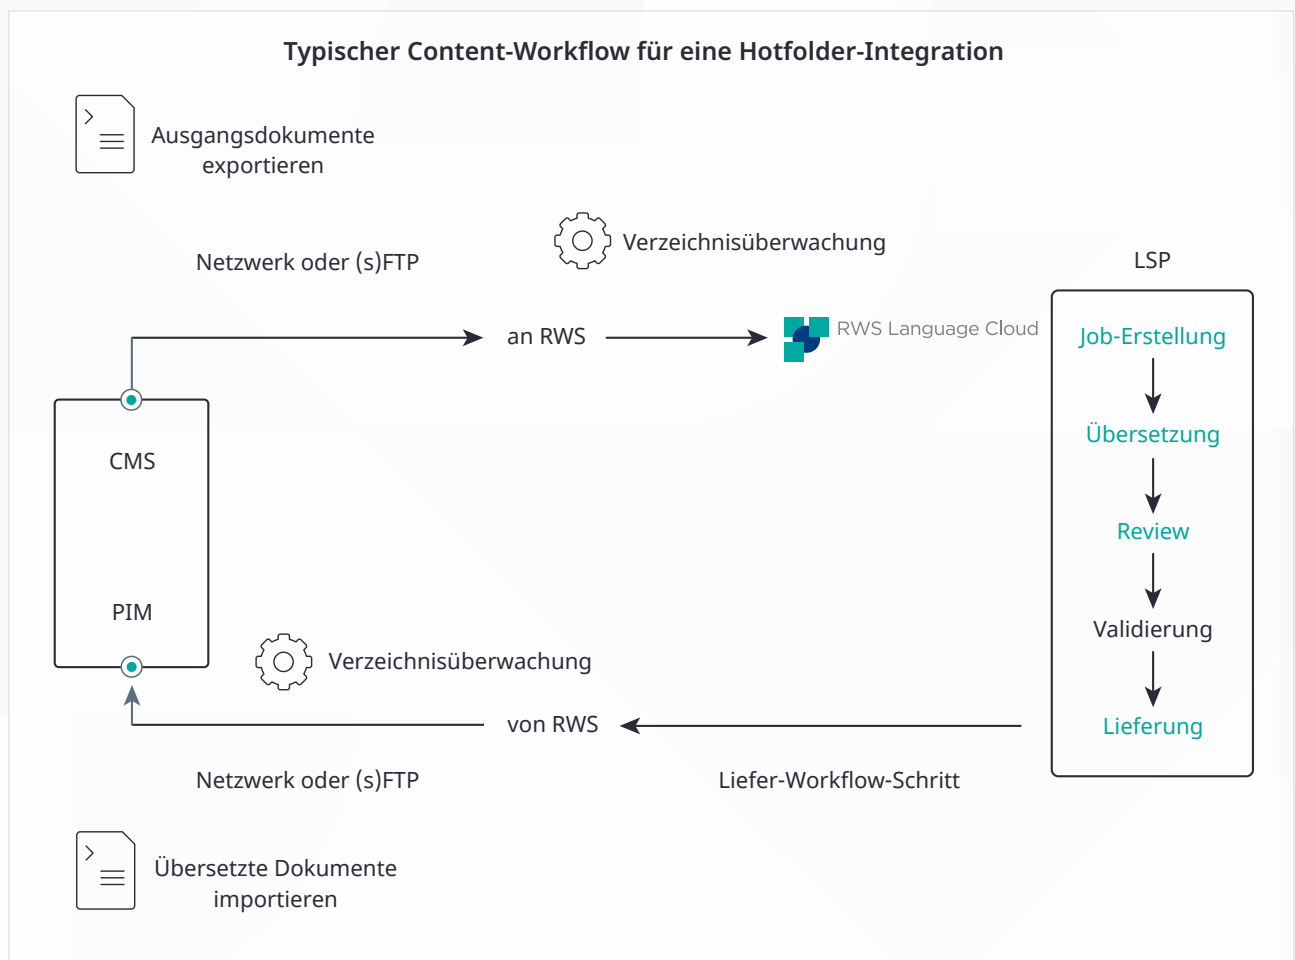 Typischer Content-Workflow für eine Hotfolder-Integration
Ausgangsdokumente
exportieren
Netzwerk oder (s)FTP
Verzeichnisüberwachung
LSP
an RWS
RWS Language Cloud
Job-Erstellung
Übersetzung
Review
Validierung
Lieferung
CMS
PIM
Verzeichnisüberwachung
von RWS
Netzwerk oder (s)FTP
Liefer-Workflow-Schritt
Übersetzte Dokumente
importieren